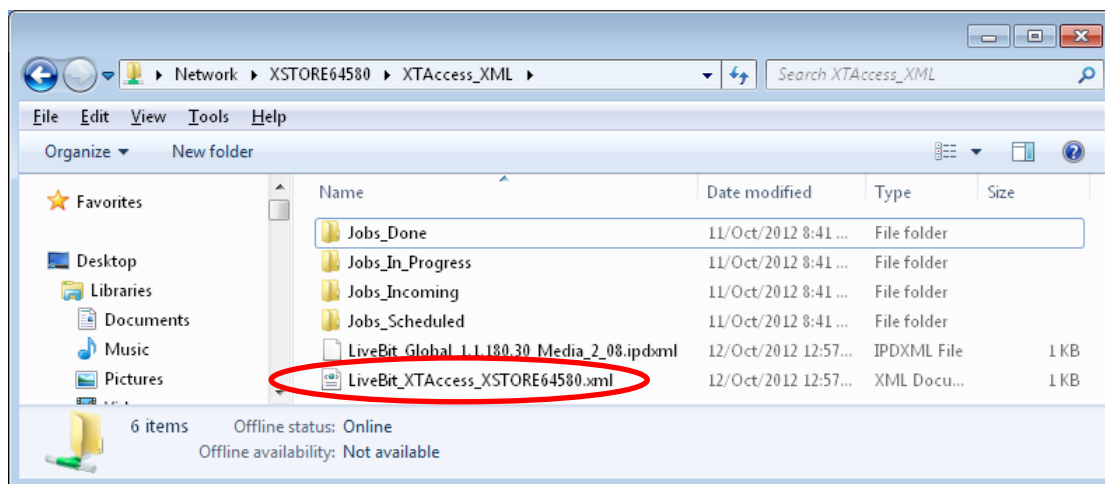 Network XSTORE64580 XTAccess_XML Search XTAccess_XML
File Edit View Tools Help
Organize New folder
Name Date modified Type Size
Favorites
Jobs_Done 11/Oct/2012 8:41 ... File folder
Desktop Jobs_In_Progress 11/Oct/2012 8:41 ... File folder
Libraries Jobs_Incoming 11/Oct/2012 8:41 ... File folder
Documents Jobs_Scheduled 11/Oct/2012 8:41 ... File folder
Music LiveBit_Global_1.1.180.30_Media_2_08.ipdxml 12/Oct/2012 12:57... IPDXML File 1 KB
Pictures LiveBit_XTAccess_XSTORE64580.xml 12/Oct/2012 12:57... XML Docu... 1 KB
6 items Offline status: Online
Offline availability: Not available